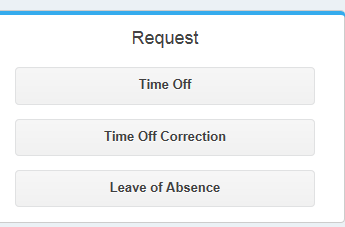 Request
Time Off
Time Off Correction
Leave of Absence